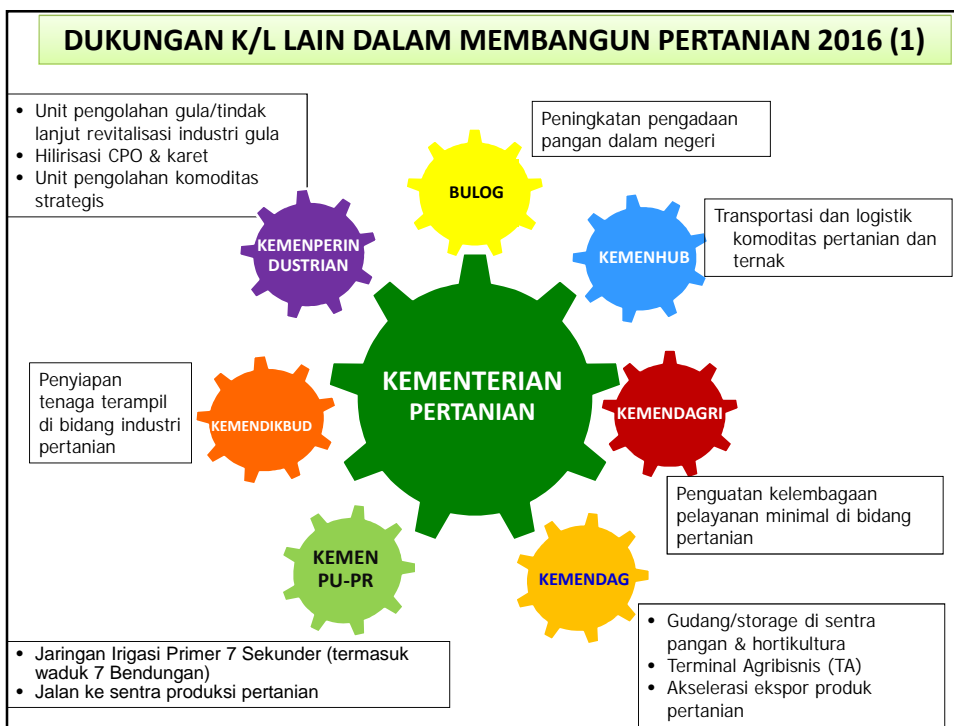 DUKUNGAN K/L LAIN DALAM MEMBANGUN PERTANIAN 2016 (1)
• Unit pengolahan gula/tindak
lanjut revitalisasi industri gula
• Hilirisasi CPO & karet
• Unit pengolahan komoditas
strategis
Peningkatan pengadaan
pangan dalam negeri
BULOG
KEMENPERIN
DUSTRIAN
KEMENHUB
Transportasi dan logistik
komoditas pertanian dan
ternak
KEMENTERIAN
PERTANIAN
Penyiapan
tenaga terampil
di bidang industri
pertanian
KEMENDIKBUD
KEMENDAGRI
Penguatan kelembagaan
pelayanan minimal di bidang
pertanian
KEMEN
PU-PR
KEMENDAG
• Jaringan Irigasi Primer 7 Sekunder (termasuk
waduk 7 Bendungan)
• Jalan ke sentra produksi pertanian
• Gudang/storage di sentra
pangan & hortikultura
• Terminal Agribisnis (TA)
• Akselerasi ekspor produk
pertanian